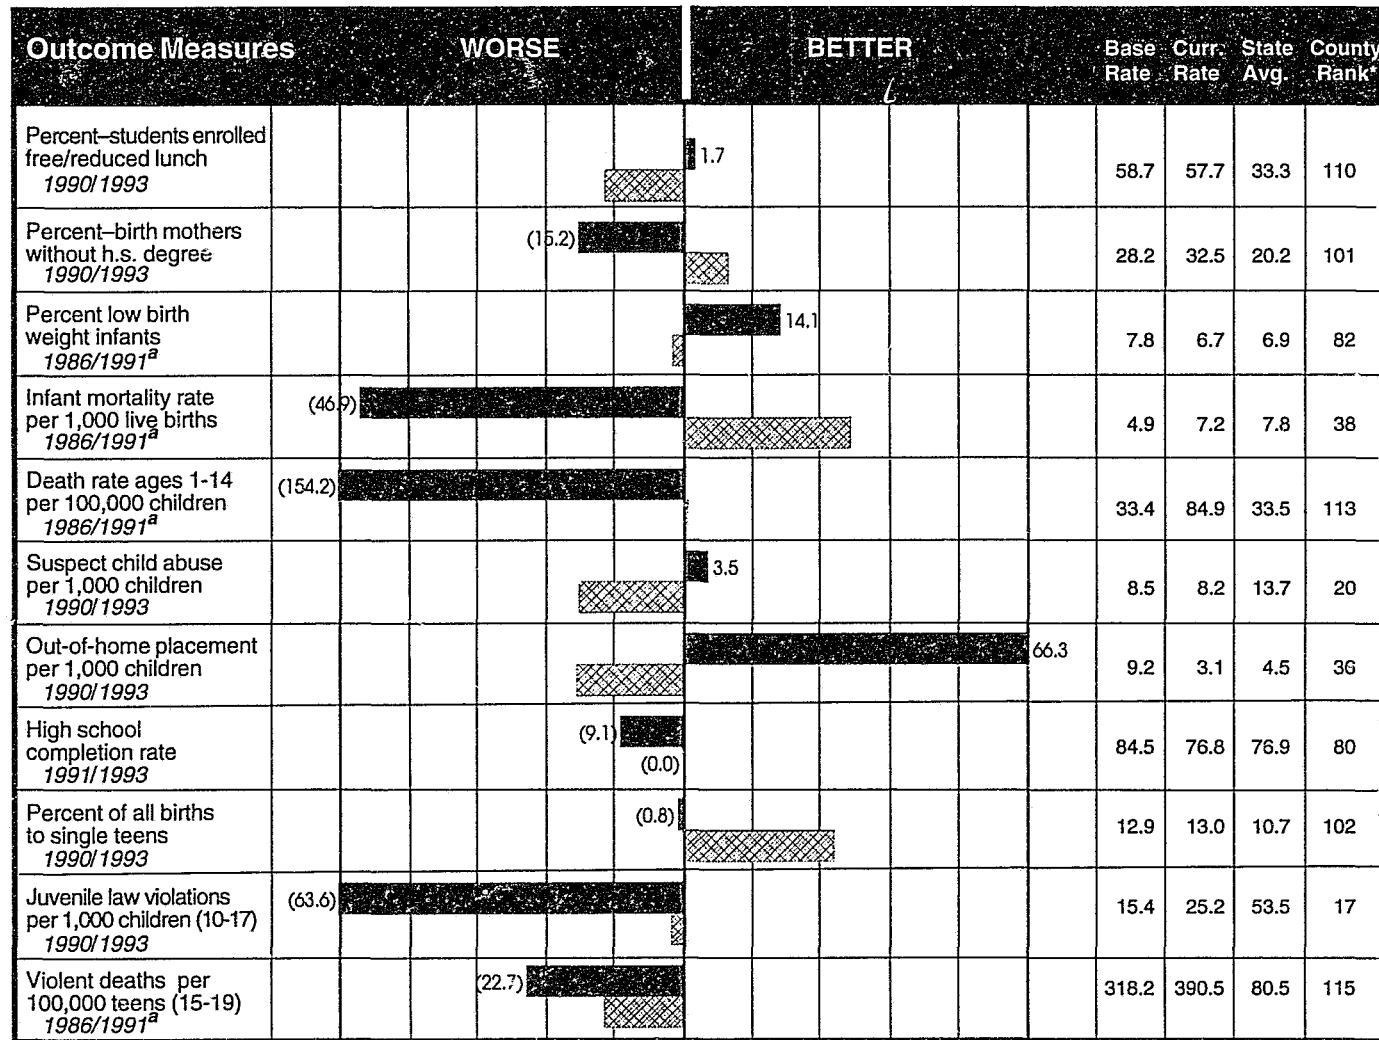 Outcome Measures WORSE BETTER Base Rate Curr. Rate State Avg. County Rank*
Percent–students enrolled
free/reduced lunch
1990/1993
1.7
58.7 57.7 33.3 110
Percent–birth mothers
without h.s. degree
1990/1993
(15.2)
28.2 32.5 20.2 101
Percent low birth
weight infants
1986/1991a
14.1
7.8 6.7 6.9 82
Infant mortality rate
per 1,000 live births
1986/1991a
(46.9)
4.9 7.2 7.8 38
Death rate ages 1-14
per 100,000 children
1986/1991a
(154.2)
33.4 84.9 33.5 113
Suspect child abuse
per 1,000 children
1990/1993
3.5
8.5 8.2 13.7 20
Out-of-home placement
per 1,000 children
1990/1993
66.3
9.2 3.1 4.5 36
High school
completion rate
1991/1993
(9.1)
(0.0)
84.5 76.8 76.9 80
Percent of all births
to single teens
1990/1993
(0.8)
12.9 13.0 10.7 102
Juvenile law violations
per 1,000 children (10-17)
1990/1993
(63.6)
15.4 25.2 53.5 17
Violent deaths per
100,000 teens (15-19)
1986/1991a
(22.7)
318.2 390.5 80.5 115